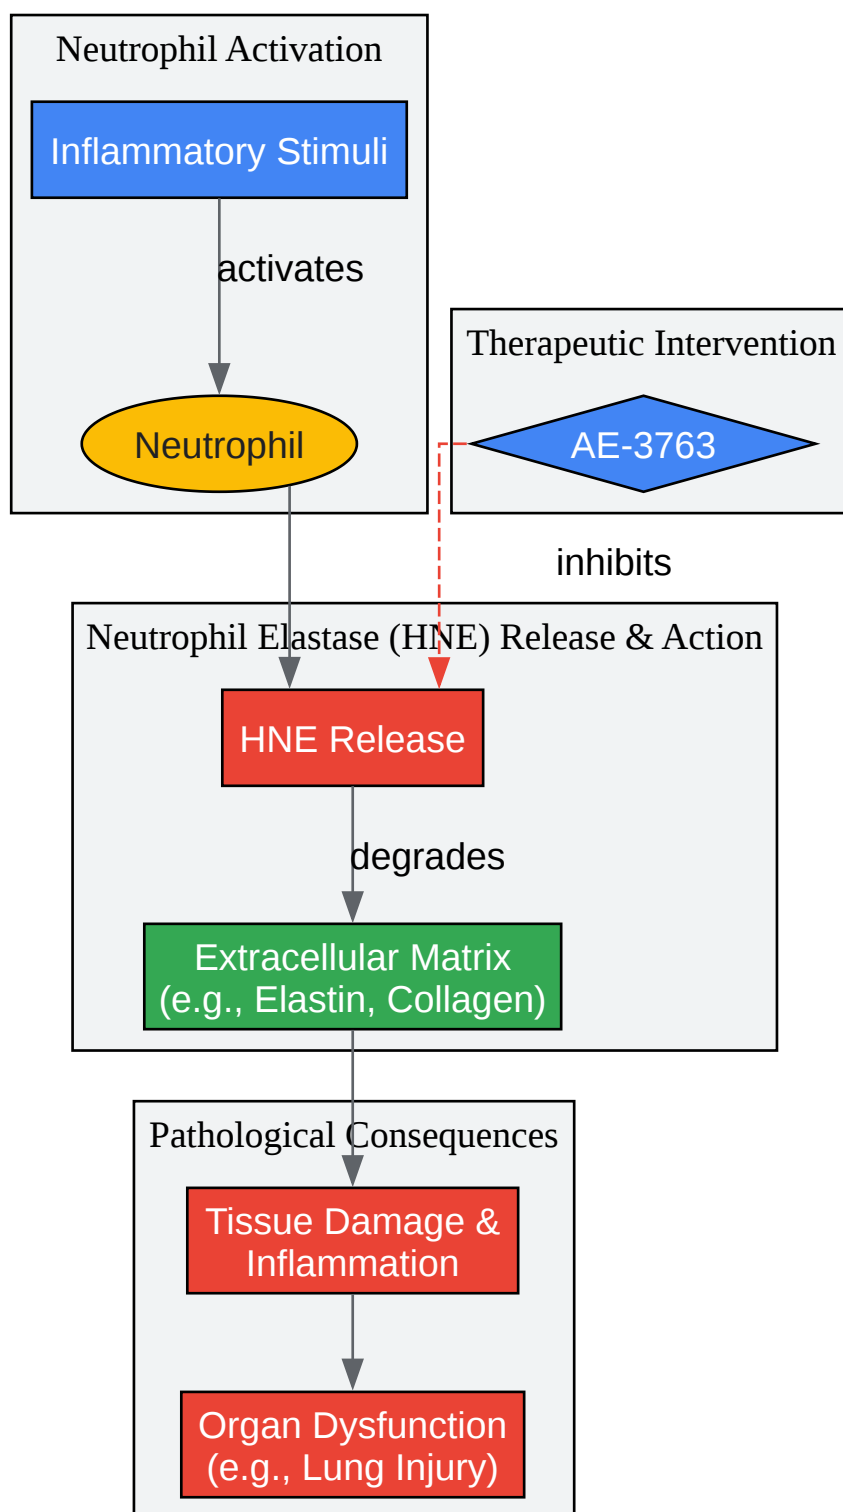 Neutrophil Activation
Inflammatory Stimuli
activates
Neutrophil
Therapeutic Intervention
AE-3763
inhibits
Neutrophil Elastase (HNE) Release & Action
HNE Release
degrades
Extracellular Matrix
(e.g., Elastin, Collagen)
Pathological Consequences
Tissue Damage &
Inflammation
Organ Dysfunction
(e.g., Lung Injury)